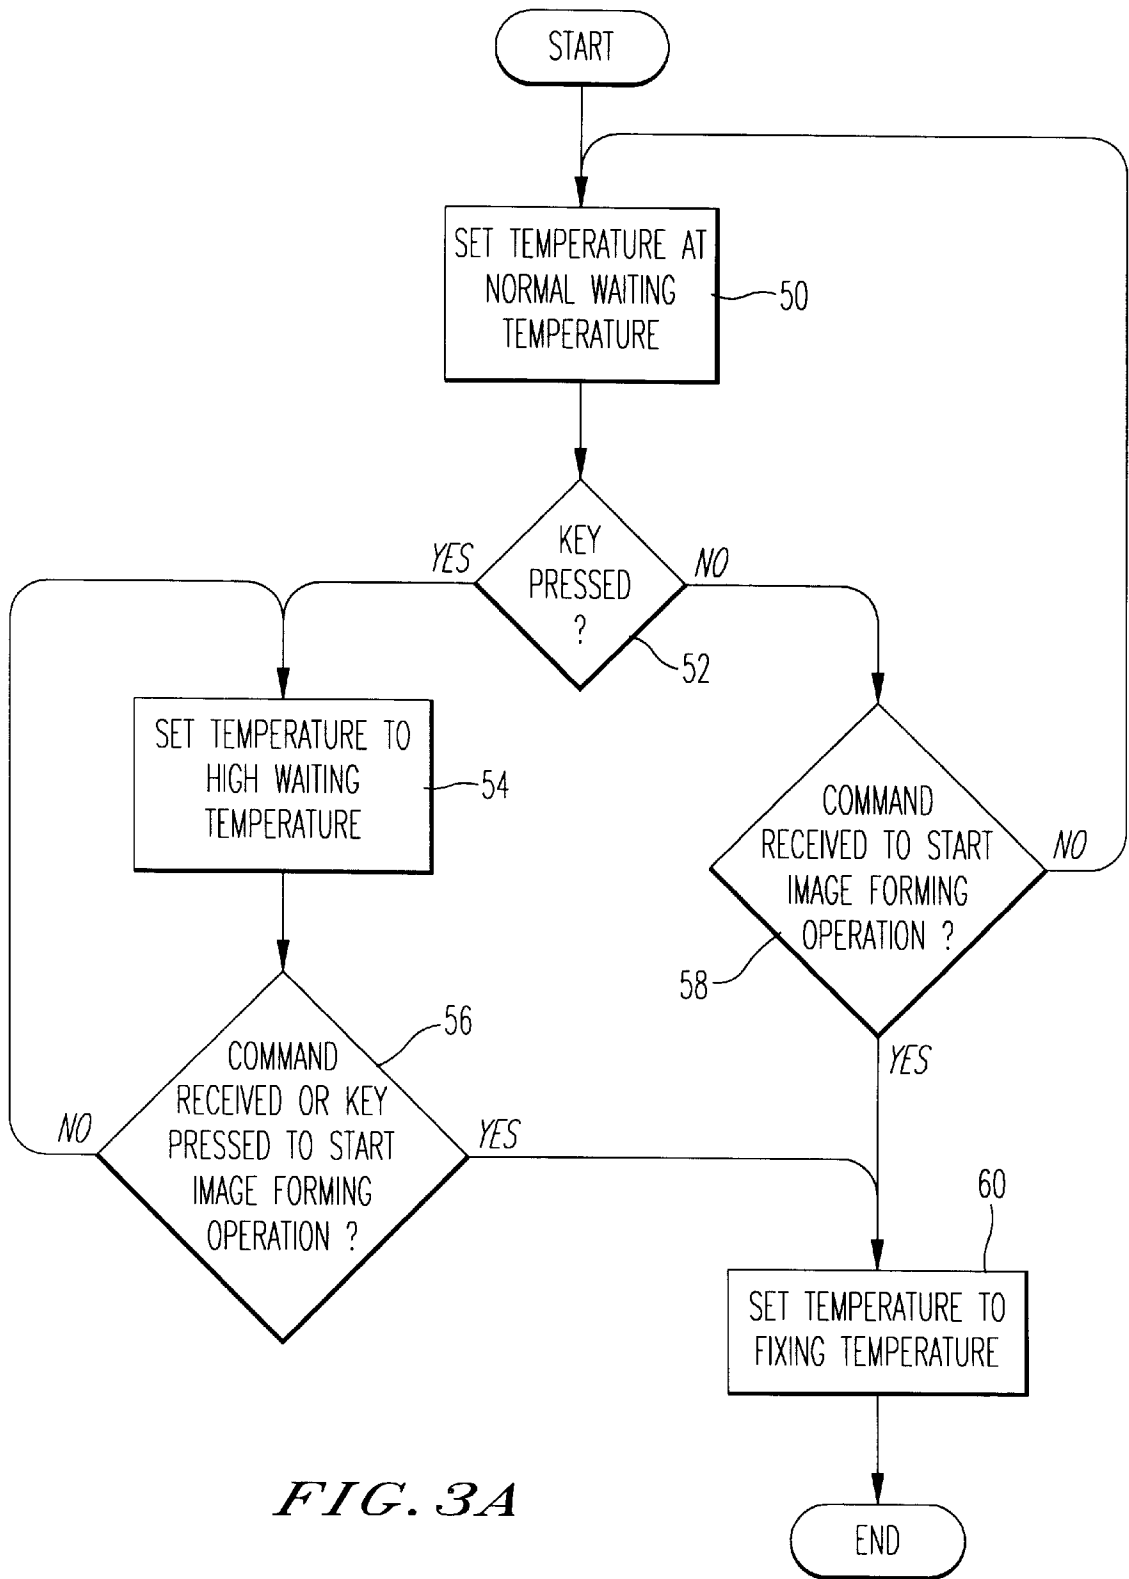 START
SET TEMPERATURE AT
NORMAL WAITING
TEMPERATURE
50
KEY
PRESSED
?
YES
NO
52
SET TEMPERATURE TO
HIGH WAITING
TEMPERATURE
54
COMMAND
RECEIVED TO START
IMAGE FORMING
OPERATION ?
NO
58
YES
56
COMMAND
RECEIVED OR KEY
PRESSED TO START
IMAGE FORMING
OPERATION ?
NO
YES
60
SET TEMPERATURE TO
FIXING TEMPERATURE
END
FIG. 3A